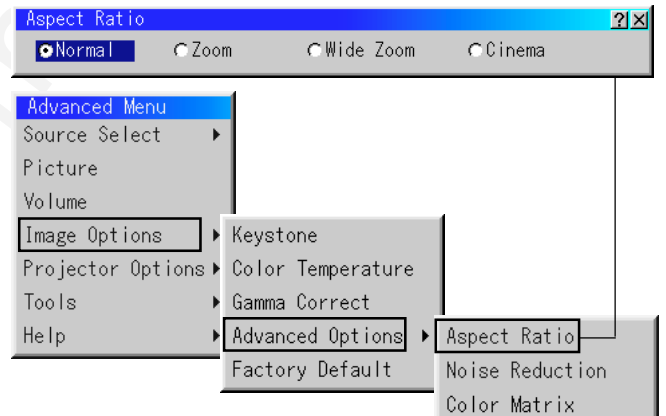 Aspect Ratio ? ×
Normal Zoom Wide Zoom Cinema
Advanced Menu
Source Select
Picture
Volume
Image Options
Projector Options
Tools
Help
Keystone
Color Temperature
Gamma Correct
Advanced Options
Factory Default
Aspect Ratio
Noise Reduction
Color Matrix